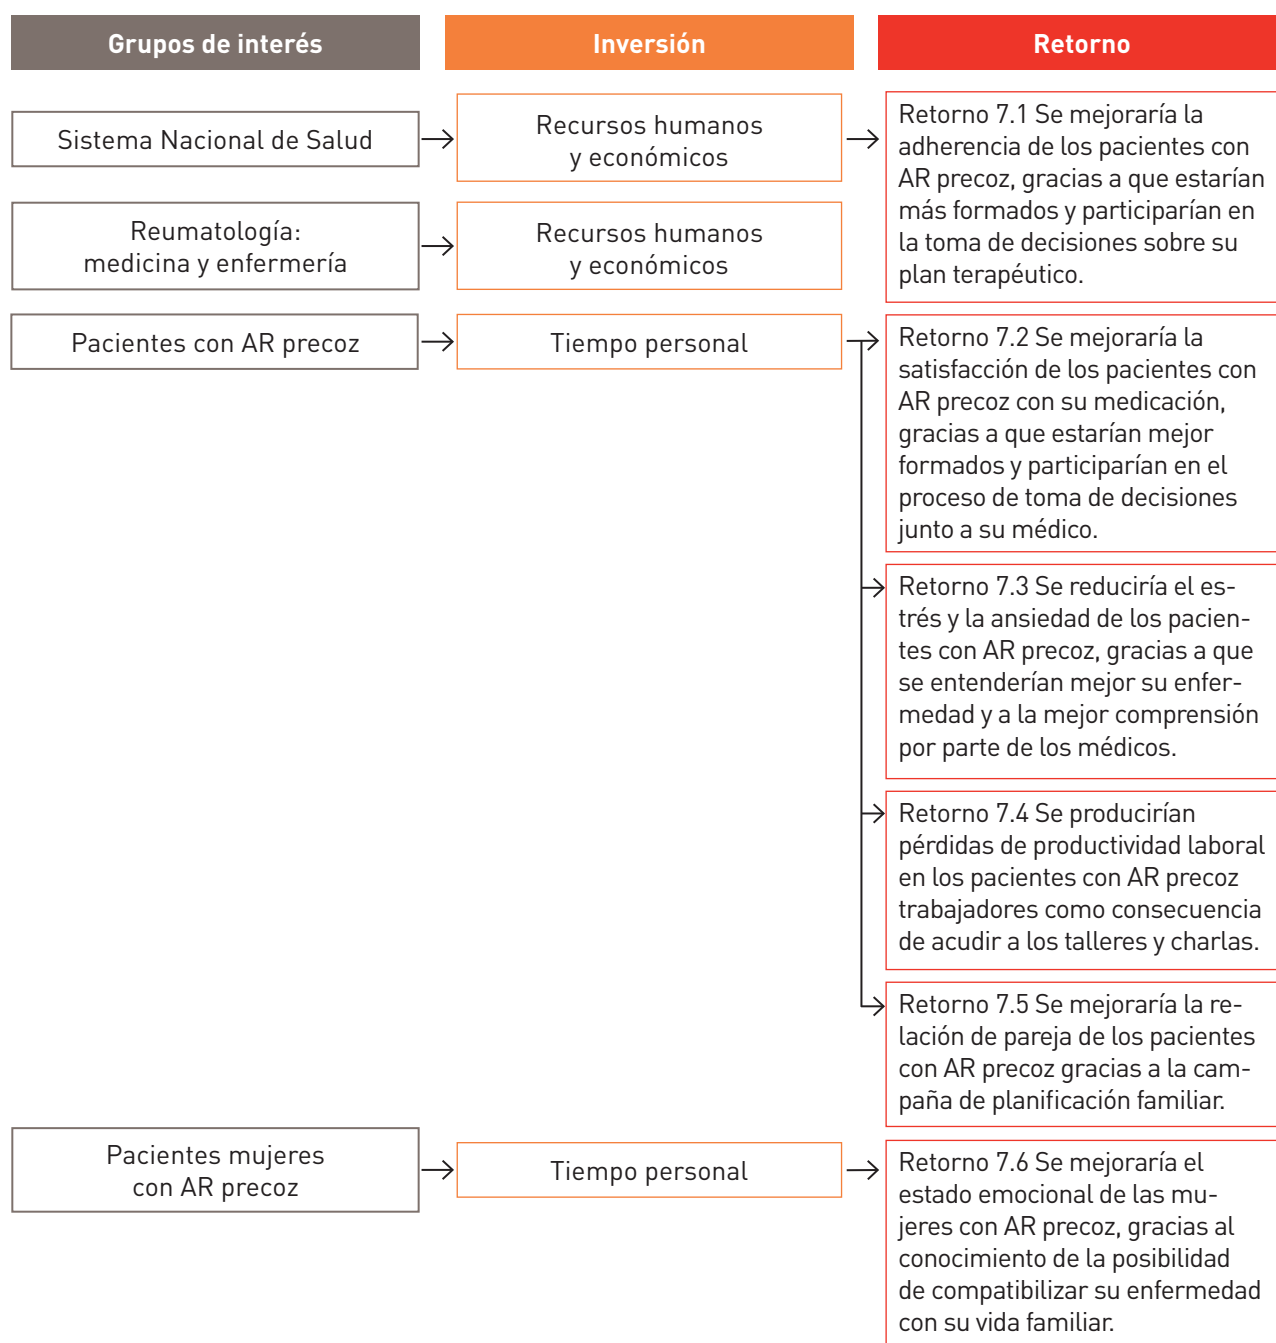 Grupos de interés
Inversión
Retorno
Sistema Nacional de Salud
Recursos humanos
y económicos
Retorno 7.1 Se mejoraría la
adherencia de los pacientes con
AR precoz, gracias a que estarían
más formados y participarían en
la toma de decisiones sobre su
plan terapéutico.
Reumatología:
medicina y enfermería
Recursos humanos
y económicos
Pacientes con AR precoz
Tiempo personal
Retorno 7.2 Se mejoraría la
satisfacción de los pacientes con
AR precoz con su medicación,
gracias a que estarían mejor
formados y participarían en el
proceso de toma de decisiones
junto a su médico.
Retorno 7.3 Se reduciría el es-
trés y la ansiedad de los pacien-
tes con AR precoz, gracias a que
se entenderían mejor su enfer-
medad y a la mejor comprensión
por parte de los médicos.
Retorno 7.4 Se producirían
pérdidas de productividad laboral
en los pacientes con AR precoz
trabajadores como consecuencia
de acudir a los talleres y charlas.
Retorno 7.5 Se mejoraría la re-
lación de pareja de los pacientes
con AR precoz gracias a la cam-
paña de planificación familiar.
Pacientes mujeres
con AR precoz
Tiempo personal
Retorno 7.6 Se mejoraría el
estado emocional de las mu-
jeres con AR precoz, gracias al
conocimiento de la posibilidad
de compatibilizar su enfermedad
con su vida familiar.